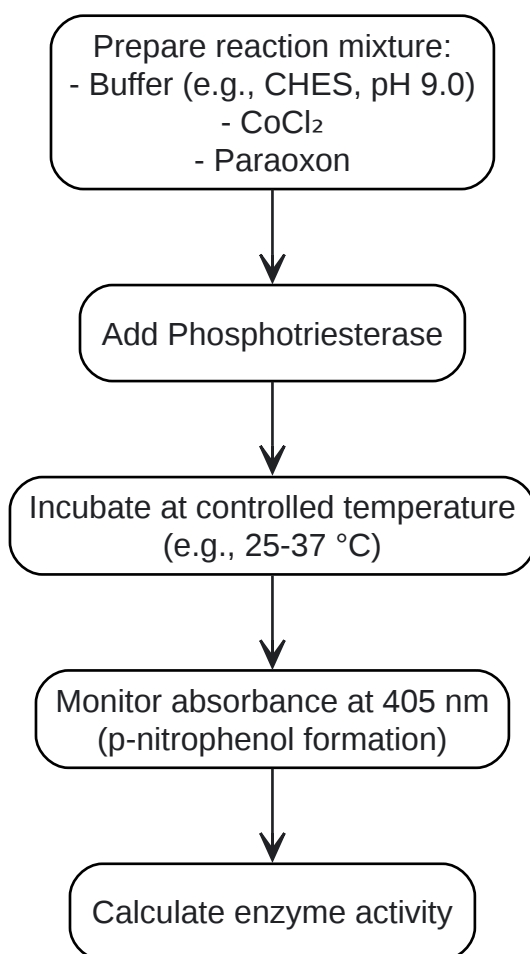 Prepare reaction mixture:
- Buffer (e.g., CHES, pH 9.0)
- CoCl₂
- Paraoxon
Add Phosphotriesterase
Incubate at controlled temperature
(e.g., 25-37 °C)
Monitor absorbance at 405 nm
(p-nitrophenol formation)
Calculate enzyme activity